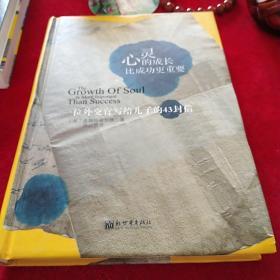 心灵
的成长
比成功更重要
The
Growth Of Soul
Is More Important
Than Success
一位外交官写给儿子的43封信
新世界出版社